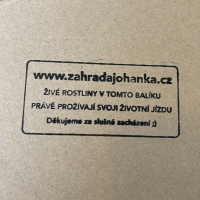 www.zahradajohanka.cz
ŽIVÉ ROSTLINY V TOMTO BALÍKU
PRÁVĚ PROŽÍVAJÍ SVOJI ŽIVOTNÍ JÍZDU
Děkujeme za slušné zacházení :)